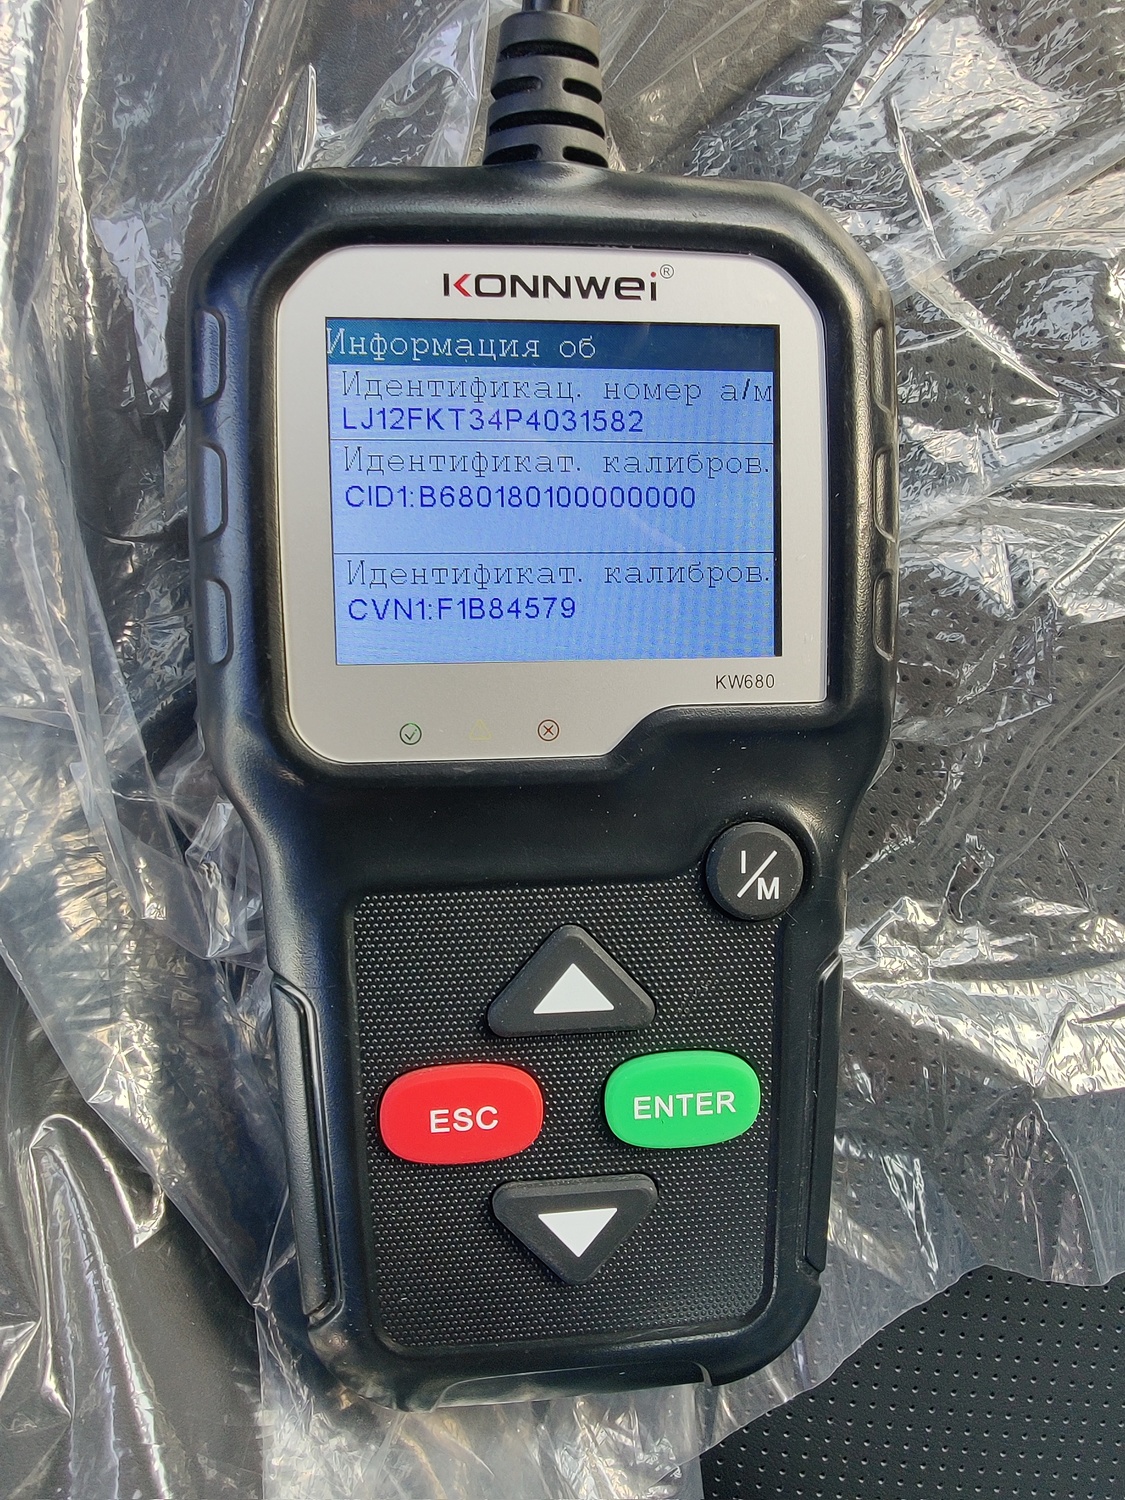 KONNWEI®
Информация об
Идентификац. номер а/м
LJ12FKT34P4031582
Идентификат. калибров.
CID1:B680180100000000
Идентификат. калибров.
CVN1:F1B84579
KW680
I/M
ESC
ENTER